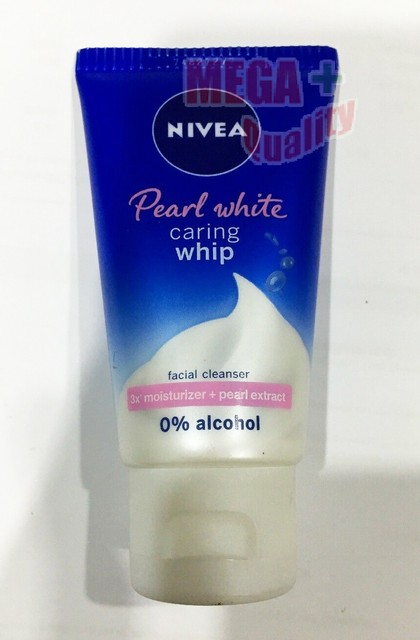 MEGA +
Quality
NIVEA
Pearl white
caring
whip
facial cleanser
3x* moisturizer + pearl extract
0% alcohol